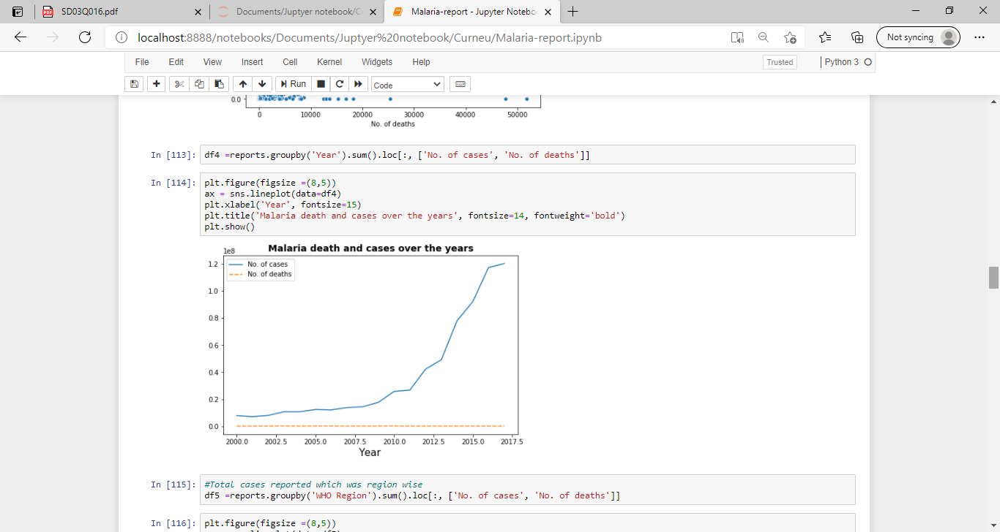 SD03Q016.pdf
Documents/Juptyer notebook/C
Malaria-report - Jupyter Notebo
localhost:8888/notebooks/Documents/Juptyer%20notebook/Curneu/Malaria-report.ipynb
Not syncing
File Edit View Insert Cell Kernel Widgets Help
Trusted
Python 3
Run
Code
0.0
0 10000 20000 30000 40000 50000
No. of deaths
In [113]: df4 =reports.groupby('Year').sum().loc[:, ['No. of cases', 'No. of deaths']]
In [114]: plt.figure(figsize =(8,5))
ax = sns.lineplot(data=df4)
plt.xlabel('Year', fontsize=15)
plt.title('Malaria death and cases over the years', fontsize=14, fontweight='bold')
plt.show()
Malaria death and cases over the years
1e8
No. of cases
No. of deaths
1.2
1.0
0.8
0.6
0.4
0.2
0.0
2000.0 2002.5 2005.0 2007.5 2010.0 2012.5 2015.0 2017.5
Year
In [115]: #Total cases reported which was region wise
df5 =reports.groupby('WHO Region').sum().loc[:, ['No. of cases', 'No. of deaths']]
In [116]: plt.figure(figsize =(8,5))